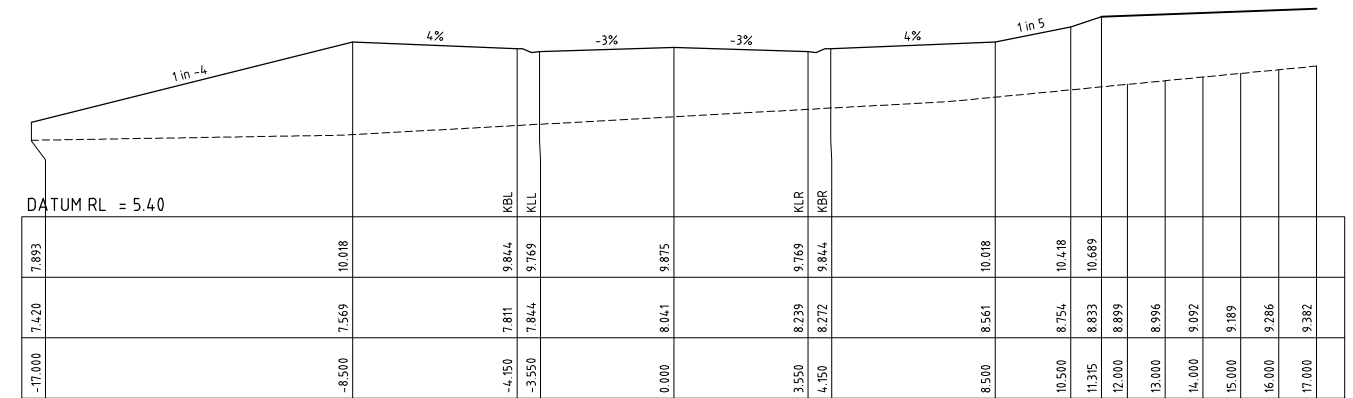 1 in -4
4%
-3%
-3%
4%
1 in 5
DATUM RL = 5.40
KBL
KLL
KLR
KBR
7.893 10.018 9.844 9.769 9.875 9.769 9.844 10.018 10.418 10.689
7.420 7.569 7.811 7.844 8.041 8.239 8.272 8.561 8.754 8.833 8.899 8.996 9.092 9.189 9.286 9.382
-17.000 -8.500 -4.150 -3.550 0.000 3.550 4.150 8.500 10.500 11.315 12.000 13.000 14.000 15.000 16.000 17.000